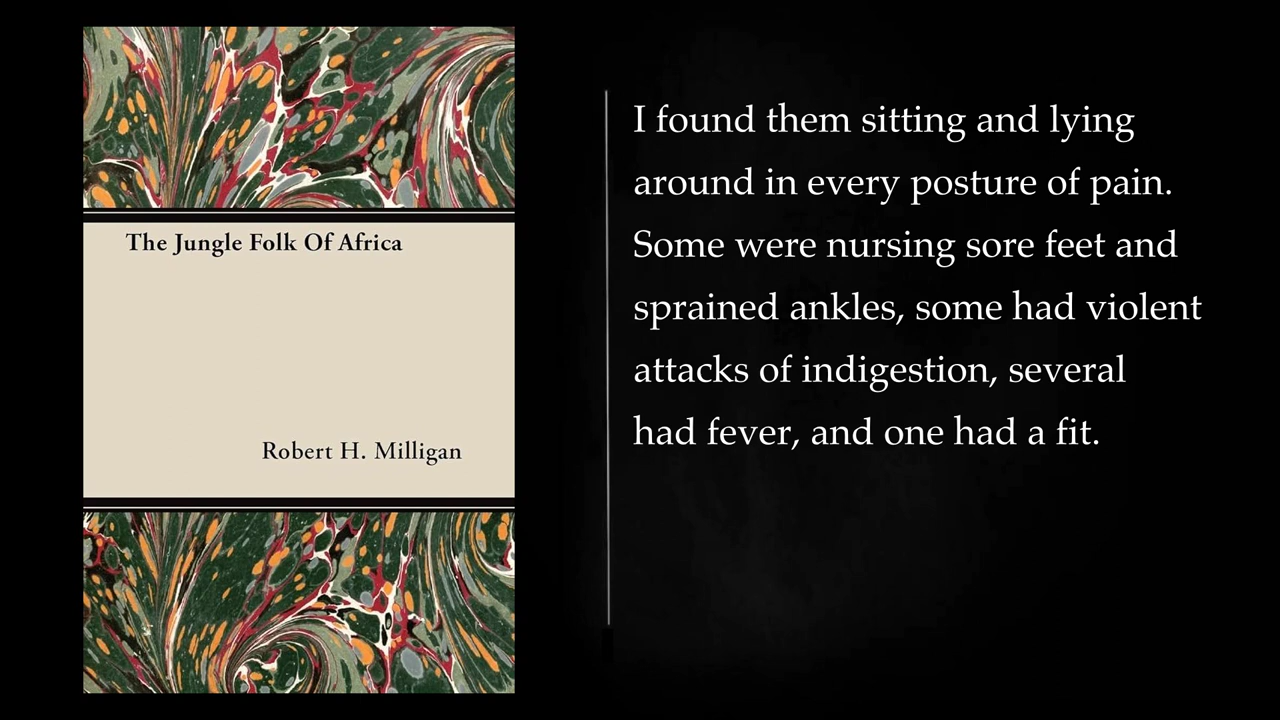 The Jungle Folk Of Africa
Robert H. Milligan
I found them sitting and lying
around in every posture of pain.
Some were nursing sore feet and
sprained ankles, some had violent
attacks of indigestion, several
had fever, and one had a fit.